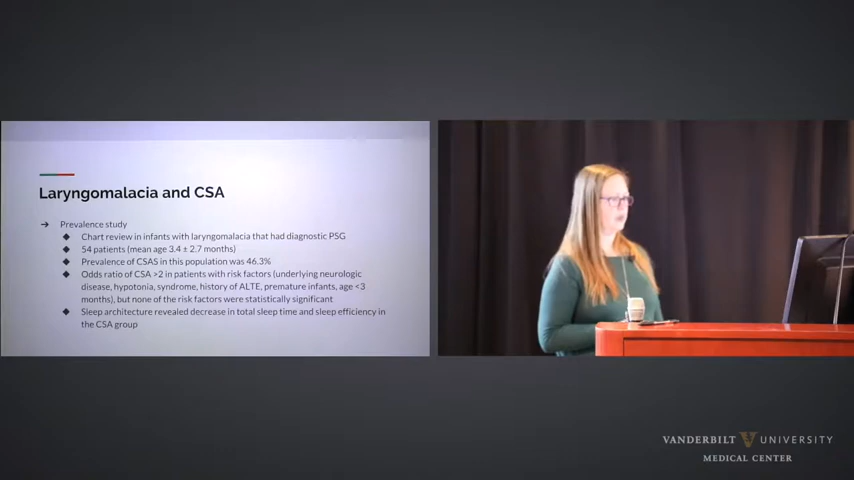 Laryngomalacia and CSA
➔ Prevalence study
◆ Chart review in infants with laryngomalacia that had diagnostic PSG
◆ 54 patients (mean age 3.4 ± 2.7 months)
◆ Prevalence of CSAS in this population was 46.3%
◆ Odds ratio of CSA >2 in patients with risk factors (underlying neurologic
disease, hypotonia, syndrome, history of ALTE, premature infants, age <3
months), but none of the risk factors were statistically significant
◆ Sleep architecture revealed decrease in total sleep time and sleep efficiency in
the CSA group
VANDERBILT V UNIVERSITY
MEDICAL CENTER